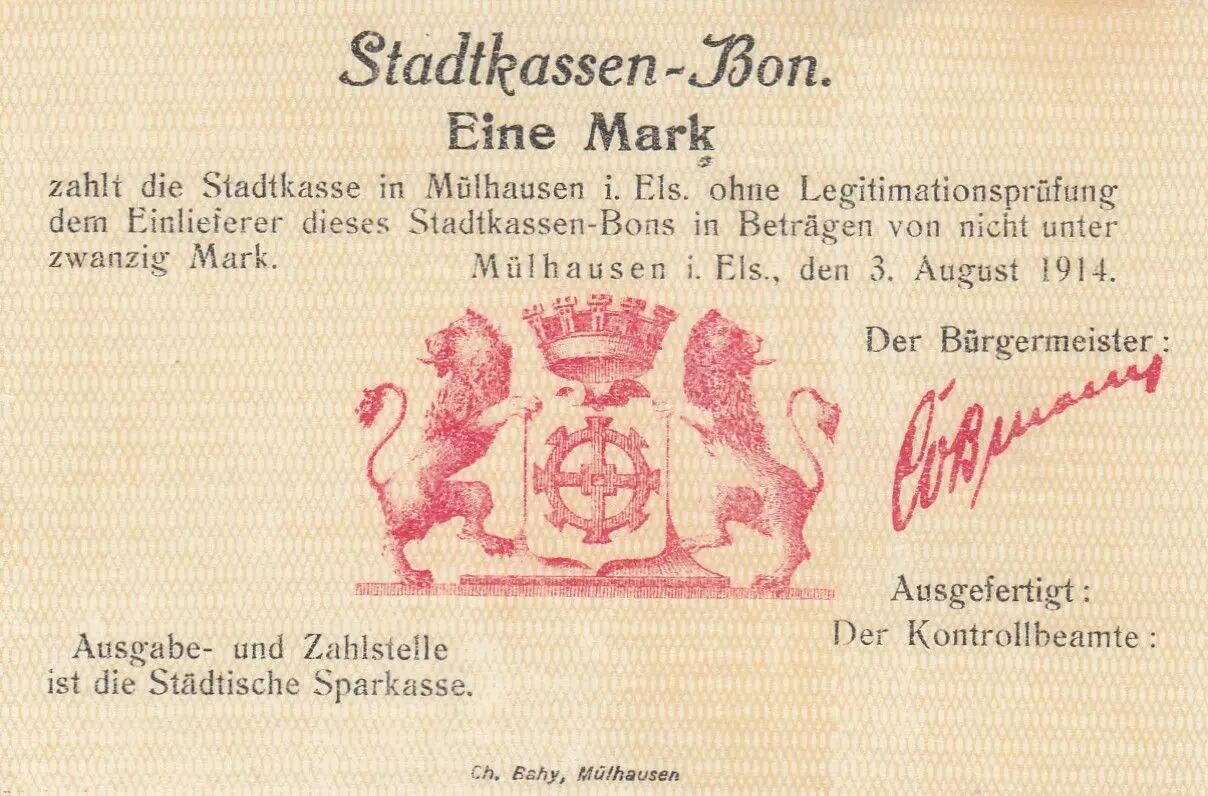 Stadtkassen-Bon.
Eine Mark
zahlt die Stadtkasse in Mülhausen i. Els. ohne Legitimationsprüfung
dem Einlieferer dieses Stadtkassen-Bons in Beträgen von nicht unter
zwanzig Mark.
Mülhausen i. Els., den 3. August 1914.
Der Bürgermeister:
Ausgefertigt:
Der Kontrollbeamte:
Ausgabe- und Zahlstelle
ist die Städtische Sparkasse.
Ch. Bahy, Mülhausen